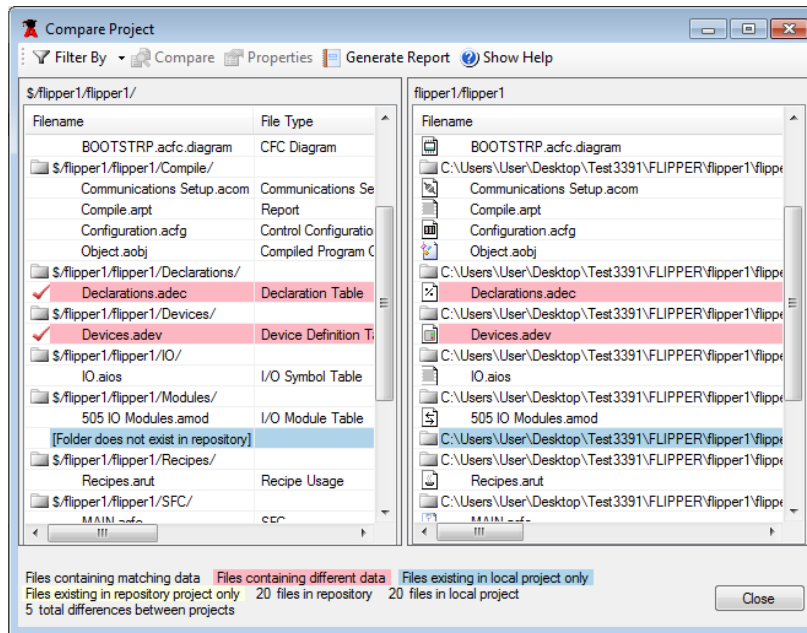 Compare Project
Filter By Compare Properties Generate Report Show Help
$/flipper1/flipper1/
Filename File Type
BOOTSTRP.acfc.diagram CFC Diagram
$/flipper1/flipper1/Compile/
Communications Setup.acom Communications Se
Compile.arpt Report
Configuration.acfg Control Configuratio
Object.aobj Compiled Program C
$/flipper1/flipper1/Declarations/
Declarations.adec Declaration Table
$/flipper1/flipper1/Devices/
Devices.adev Device Definition T
$/flipper1/flipper1/IO/
IO.aios I/O Symbol Table
$/flipper1/flipper1/Modules/
505 IO Modules.amod I/O Module Table
[Folder does not exist in repository]
$/flipper1/flipper1/Recipes/
Recipes.arut Recipe Usage
$/flipper1/flipper1/SFC/
flipper1/flipper1
Filename
BOOTSTRP.acfc.diagram
C:\Users\User\Desktop\Test3391\FLIPPER\flipper1\flippe
Communications Setup.acom
Compile.arpt
Configuration.acfg
Object.aobj
C:\Users\User\Desktop\Test3391\FLIPPER\flipper1\flippe
Declarations.adec
C:\Users\User\Desktop\Test3391\FLIPPER\flipper1\flippe
Devices.adev
C:\Users\User\Desktop\Test3391\FLIPPER\flipper1\flippe
IO.aios
C:\Users\User\Desktop\Test3391\FLIPPER\flipper1\flippe
505 IO Modules.amod
C:\Users\User\Desktop\Test3391\FLIPPER\flipper1\flippe
C:\Users\User\Desktop\Test3391\FLIPPER\flipper1\flippe
Recipes.arut
C:\Users\User\Desktop\Test3391\FLIPPER\flipper1\flippe
Files containing matching data Files containing different data Files existing in local project only
Files existing in repository project only 20 files in repository 20 files in local project
5 total differences between projects
Close